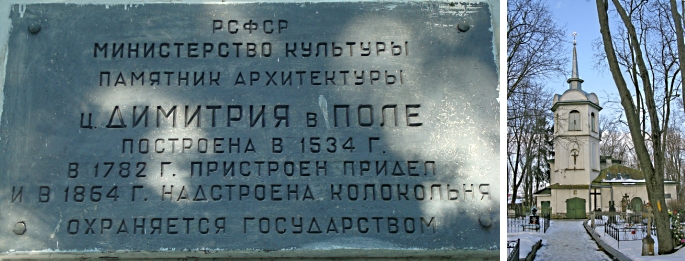 РСФСР
МИНИСТЕРСТВО КУЛЬТУРЫ
ПАМЯТНИК АРХИТЕКТУРЫ
Ц. ДИМИТРИЯ в ПОЛЕ
ПОСТРОЕНА В 1534 Г.
В 1782 Г. ПРИСТРОЕН ПРИДЕЛ
И В 1864 Г. НАДСТРОЕНА КОЛОКОЛЬНЯ
ОХРАНЯЕТСЯ ГОСУДАРСТВОМ